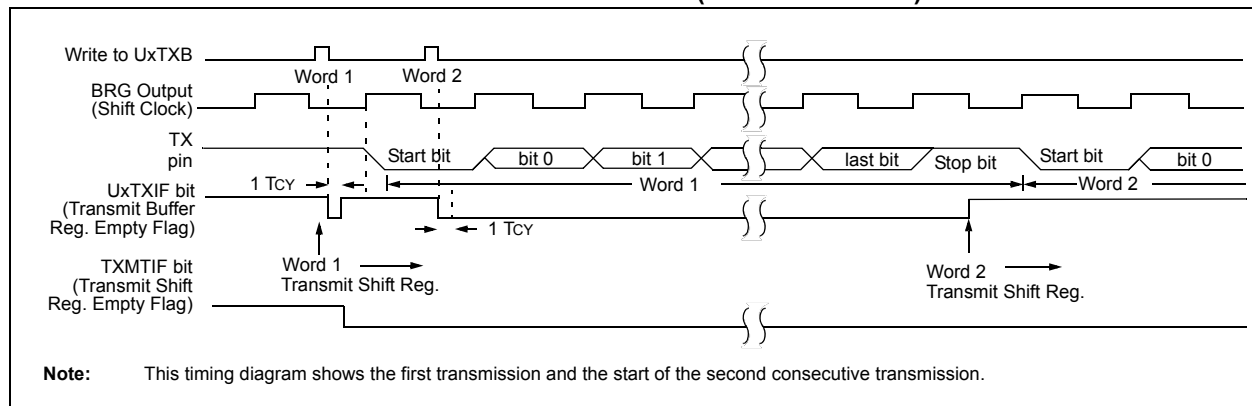 Write to UxTXB
Word 1 Word 2
BRG Output
(Shift Clock)
TX
pin
Start bit bit 0 bit 1 last bit Stop bit Start bit bit 0
1 TCY Word 1 Word 2
UxTXIF bit
(Transmit Buffer
Reg. Empty Flag)
1 TCY
Word 1
Transmit Shift Reg.
Word 2
Transmit Shift Reg.
TXMTIF bit
(Transmit Shift
Reg. Empty Flag)
Note: This timing diagram shows the first transmission and the start of the second consecutive transmission.